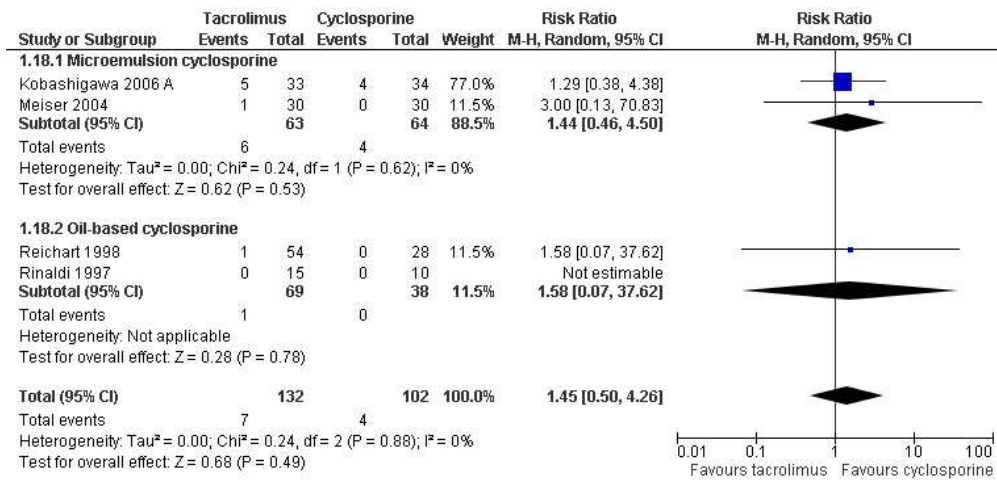 Tacrolimus Cyclosporine Risk Ratio Risk Ratio
Study or Subgroup Events Total Events Total Weight M-H, Random, 95% CI M-H, Random, 95% CI
1.18.1 Microemulsion cyclosporine
Kobashigawa 2006 A 5 33 4 34 77.0% 1.29 [0.38, 4.38]
Meiser 2004 1 30 0 30 11.5% 3.00 [0.13, 70.83]
Subtotal (95% CI) 63 64 88.5% 1.44 [0.46, 4.50]
Total events 6 4
Heterogeneity: Tau² = 0.00; Chi² = 0.24, df = 1 (P = 0.62); I² = 0%
Test for overall effect: Z = 0.62 (P = 0.53)
1.18.2 Oil-based cyclosporine
Reichart 1998 1 54 0 28 11.5% 1.58 [0.07, 37.62]
Rinaldi 1997 0 15 0 10 Not estimable
Subtotal (95% CI) 69 38 11.5% 1.58 [0.07, 37.62]
Total events 1 0
Heterogeneity: Not applicable
Test for overall effect: Z = 0.28 (P = 0.78)
Total (95% CI) 132 102 100.0% 1.45 [0.50, 4.26]
Total events 7 4
Heterogeneity: Tau² = 0.00; Chi² = 0.24, df = 2 (P = 0.88); I² = 0%
Test for overall effect: Z = 0.68 (P = 0.49)
0.01 0.1 1 10 100
Favours tacrolimus Favours cyclosporine